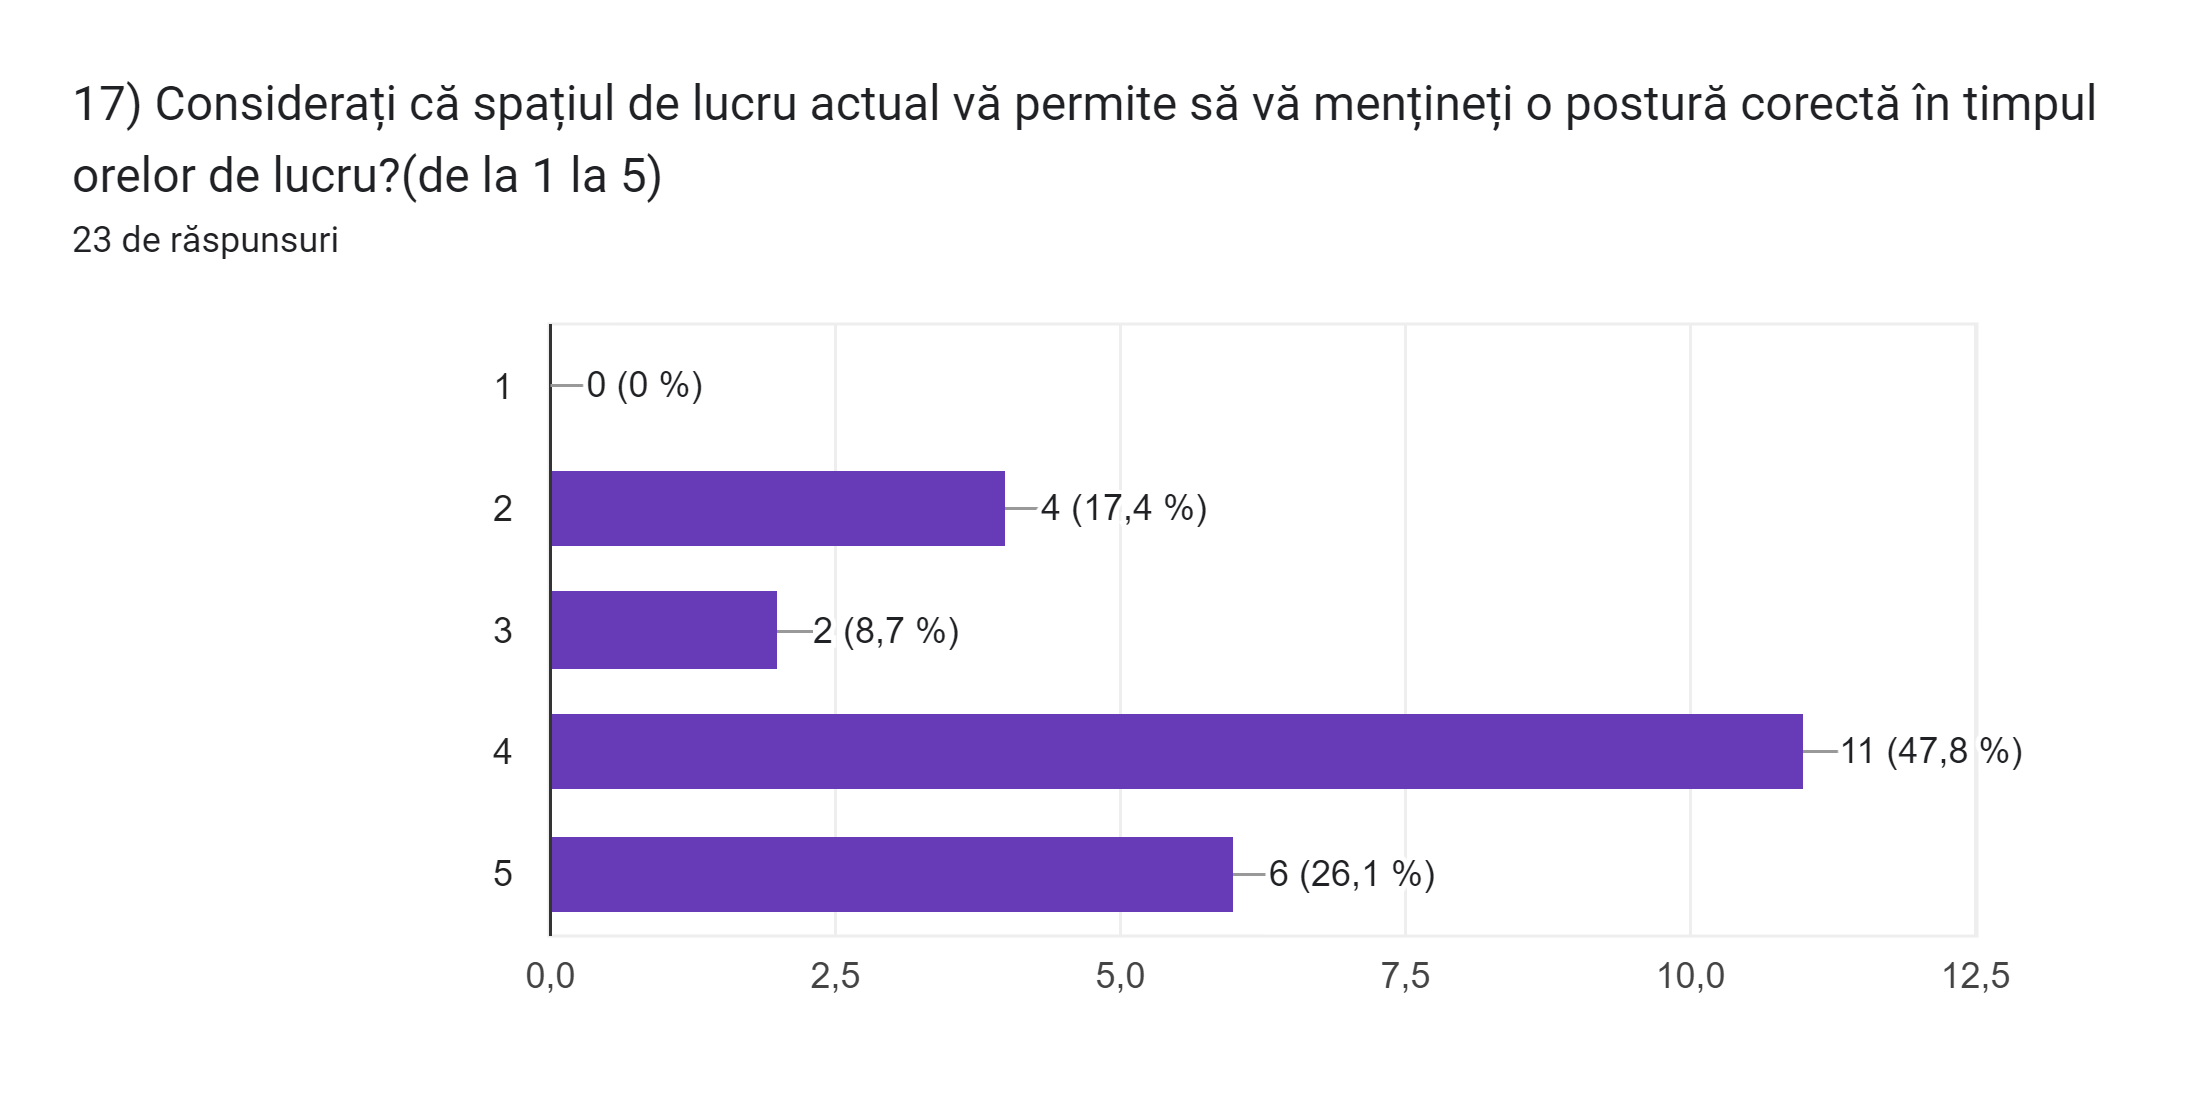 17) Considerați că spațiul de lucru actual vă permite să vă mențineți o postură corectă în timpul
orelor de lucru?(de la 1 la 5)
23 de răspunsuri
1 0 (0 %)
2 4 (17,4 %)
3 2 (8,7 %)
4 11 (47,8 %)
5 6 (26,1 %)
0,0 2,5 5,0 7,5 10,0 12,5